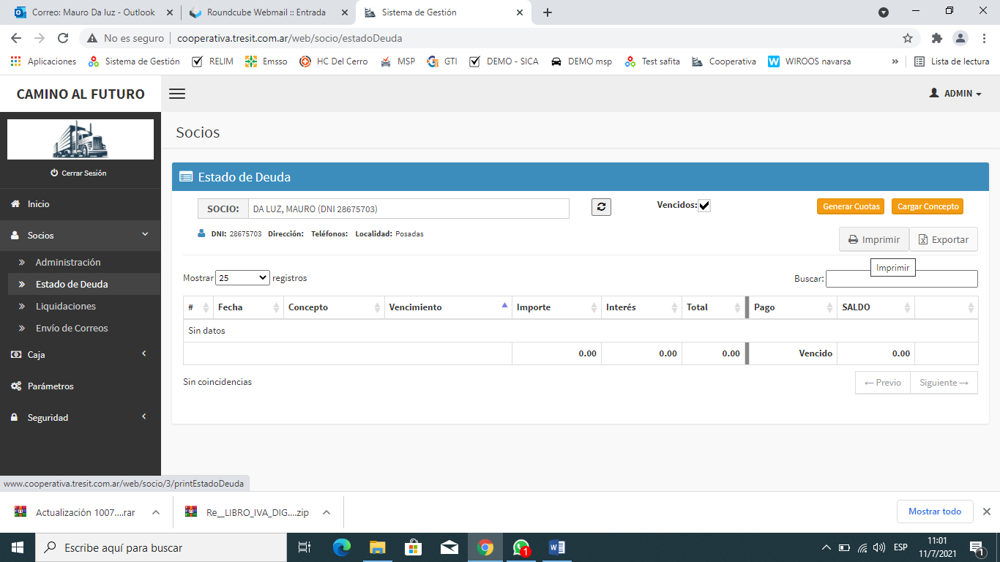 Correo: Mauro Da luz - Outlook
Roundcube Webmail :: Entrada
Sistema de Gestión
No es seguro
cooperativa.tresit.com.ar/web/socio/estadoDeuda
Aplicaciones
Sistema de Gestión
RELIM
Emsso
HC Del Cerro
MSP
GTI
DEMO - SICA
DEMO msp
Test safita
Cooperativa
WIROOS navarsa
»
Lista de lectura
CAMINO AL FUTURO
ADMIN
Cerrar Sesión
Inicio
Socios
Administración
Estado de Deuda
Liquidaciones
Envío de Correos
Caja
Parámetros
Seguridad
Socios
Estado de Deuda
SOCIO: DA LUZ, MAURO (DNI 28675703)
Vencidos:
Generar Cuotas
Cargar Concepto
DNI: 28675703 Dirección: Teléfonos: Localidad: Posadas
Imprimir
Exportar
Imprimir
Mostrar 25 registros
Buscar:
# Fecha Concepto Vencimiento Importe Interés Total Pago SALDO
Sin datos
0.00 0.00 0.00 Vencido 0.00
Sin coincidencias
← Previo
Siguiente →
www.cooperativa.tresit.com.ar/web/socio/3/printEstadoDeuda
Actualización 1007....rar
Re__LIBRO_IVA_DIG....zip
Mostrar todo
Escribe aquí para buscar
1
ESP
11:01
11/7/2021
1